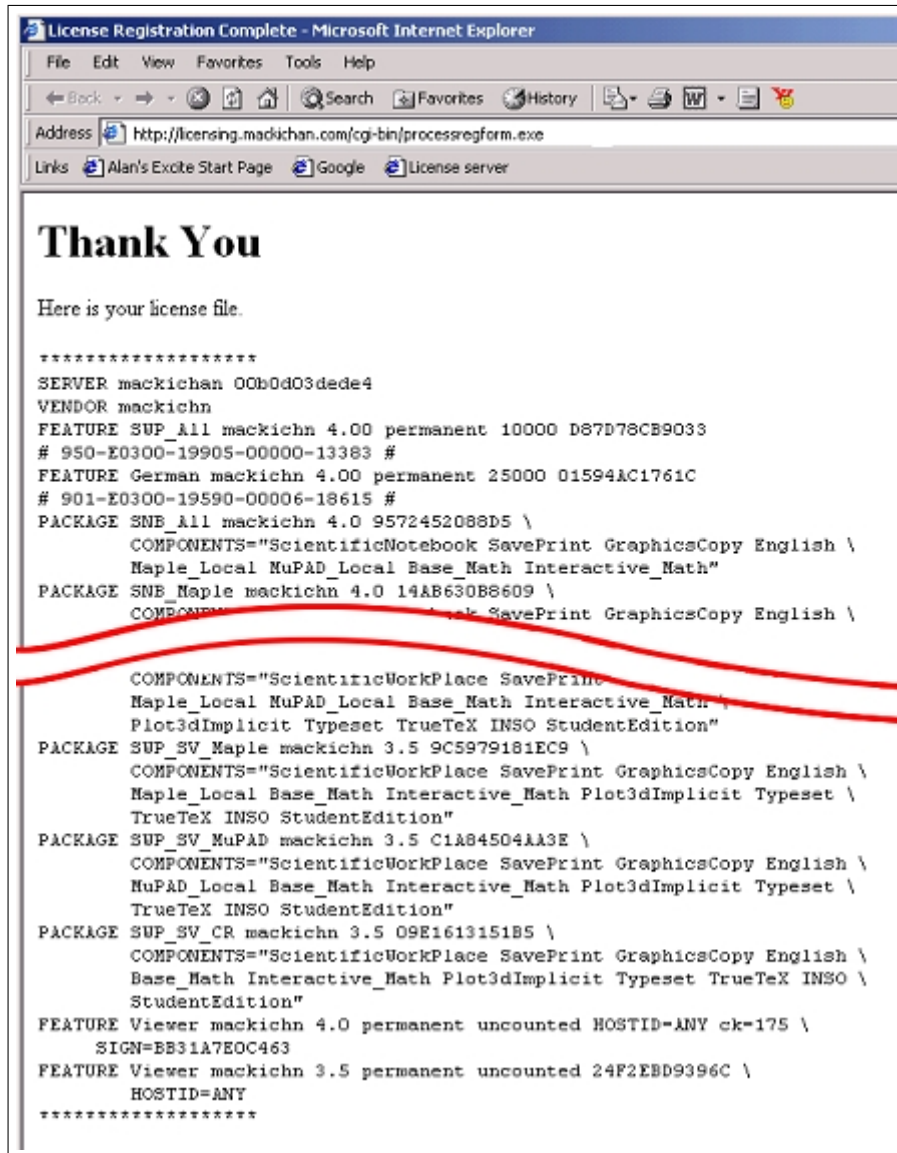 License Registration Complete - Microsoft Internet Explorer
File Edit View Favorites Tools Help
Back Search Favorites History
Address http://licensing.mackichan.com/cgi-bin/processregform.exe
Links Alan's Excite Start Page Google License server
Thank You
Here is your license file.
*******************
SERVER mackichan 00b0d03dede4
VENDOR mackichn
FEATURE SWP_All mackichn 4.00 permanent 10000 D87D78CB9033
# 950-E0300-19905-00000-13383 #
FEATURE German mackichn 4.00 permanent 25000 01594AC1761C
# 901-E0300-19590-00006-18615 #
PACKAGE SNB_All mackichn 4.0 9572452088D5 \
COMPONENTS="ScientificNotebook SavePrint GraphicsCopy English \
Maple_Local MuPAD_Local Base_Math Interactive_Math"
PACKAGE SNB_Maple mackichn 4.0 14AB630B8609 \
SavePrint GraphicsCopy English \
COMPONENTS="ScientificWorkPlace SavePrint
Maple_Local MuPAD_Local Base_Math Interactive_Math \
Plot3dImplicit Typeset TrueTeX INSO StudentEdition"
PACKAGE SWP_SV_Maple mackichn 3.5 9C5979181EC9 \
COMPONENTS="ScientificWorkPlace SavePrint GraphicsCopy English \
Maple_Local Base_Math Interactive_Math Plot3dImplicit Typeset \
TrueTeX INSO StudentEdition"
PACKAGE SWP_SV_MuPAD mackichn 3.5 C1A84504AA3E \
COMPONENTS="ScientificWorkPlace SavePrint GraphicsCopy English \
MuPAD_Local Base_Math Interactive_Math Plot3dImplicit Typeset \
TrueTeX INSO StudentEdition"
PACKAGE SWP_SV_CR mackichn 3.5 09E1613151B5 \
COMPONENTS="ScientificWorkPlace SavePrint GraphicsCopy English \
Base_Math Interactive_Math Plot3dImplicit Typeset TrueTeX INSO \
StudentEdition"
FEATURE Viewer mackichn 4.0 permanent uncounted HOSTID=ANY ck=175 \
SIGN=BB31A7E0C463
FEATURE Viewer mackichn 3.5 permanent uncounted 24F2EBD9396C \
HOSTID=ANY
*******************